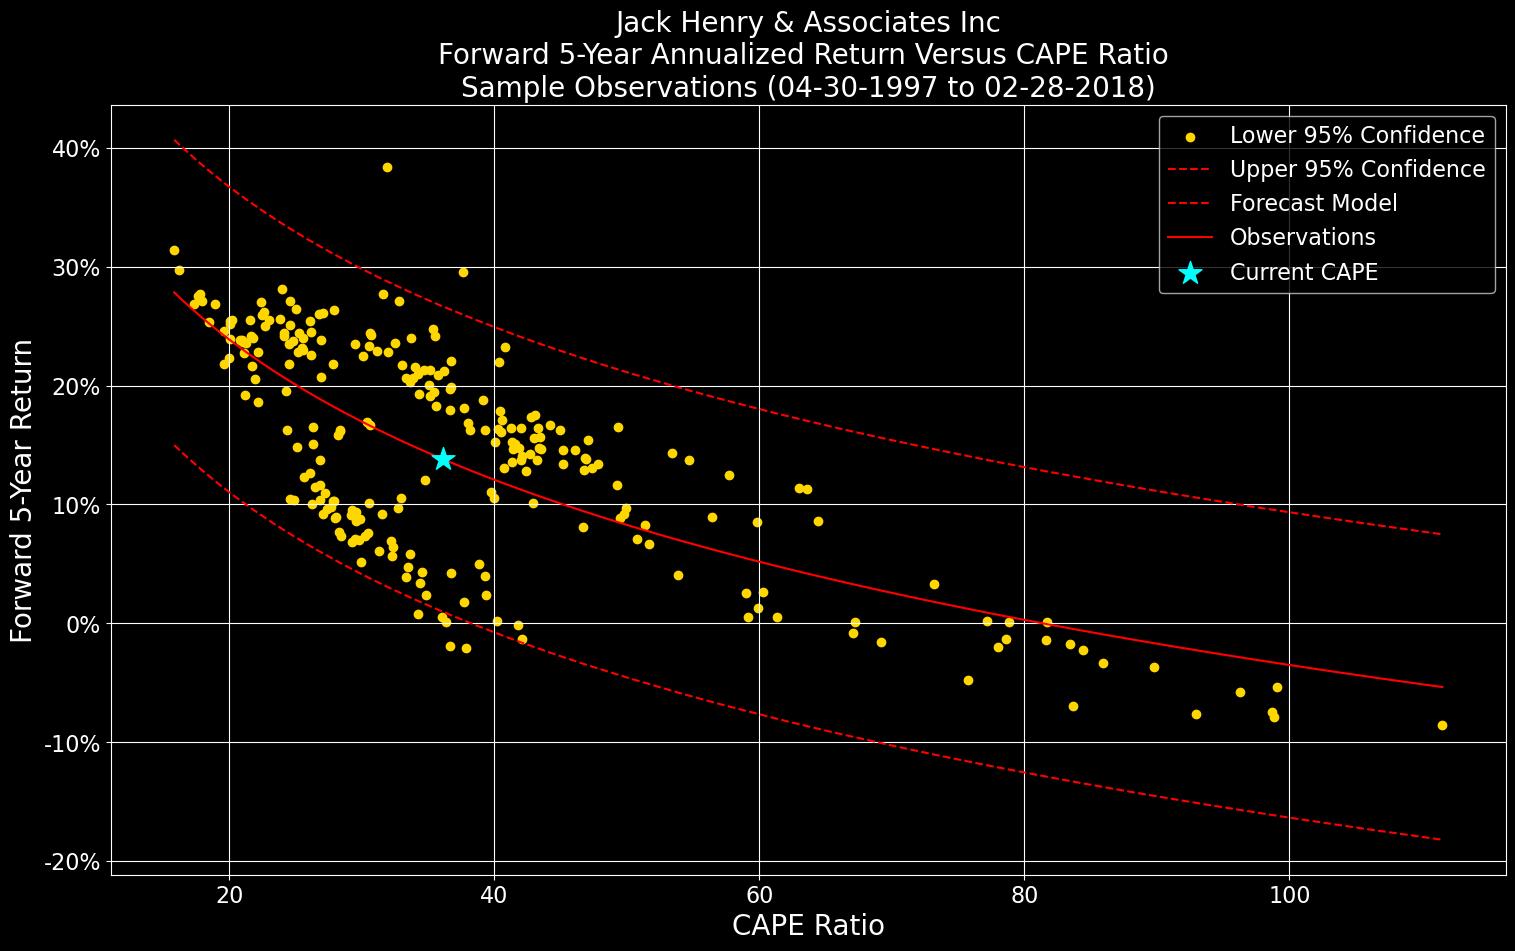 Jack Henry & Associates Inc
Forward 5-Year Annualized Return Versus CAPE Ratio
Sample Observations (04-30-1997 to 02-28-2018)
Lower 95% Confidence
Upper 95% Confidence
Forecast Model
Observations
Current CAPE
Forward 5-Year Return
40%
30%
20%
10%
0%
-10%
-20%
20 40 60 80 100
CAPE Ratio